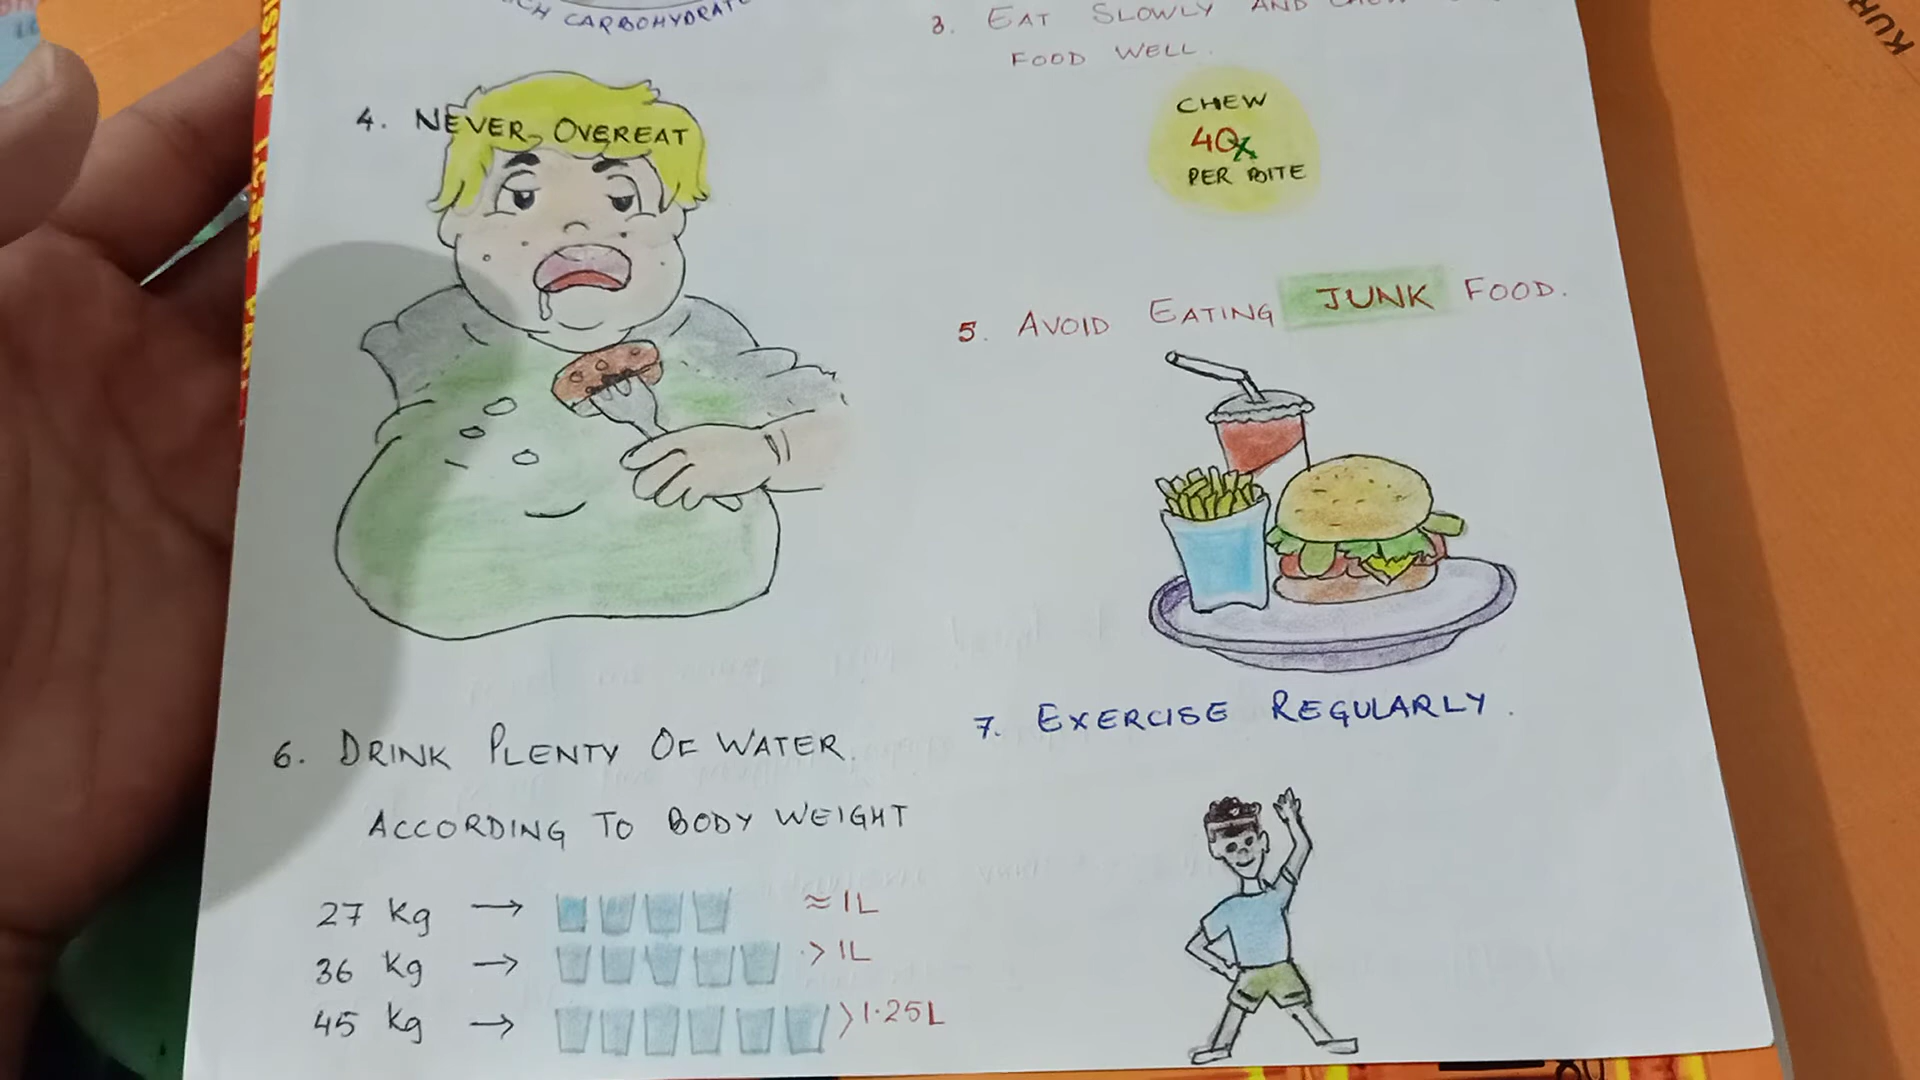 CARBOHYDRATE
3. EAT SLOWLY AND
FOOD WELL.
CHEW
40x
PER BITE
4. NEVER OVEREAT
5. AVOID EATING JUNK FOOD.
6. DRINK PLENTY OF WATER.
ACCORDING TO BODY WEIGHT
27 Kg → ≈ 1L
36 Kg → > 1L
45 Kg → > 1.25L
7. EXERCISE REGULARLY.
I.C.S.E
KUR